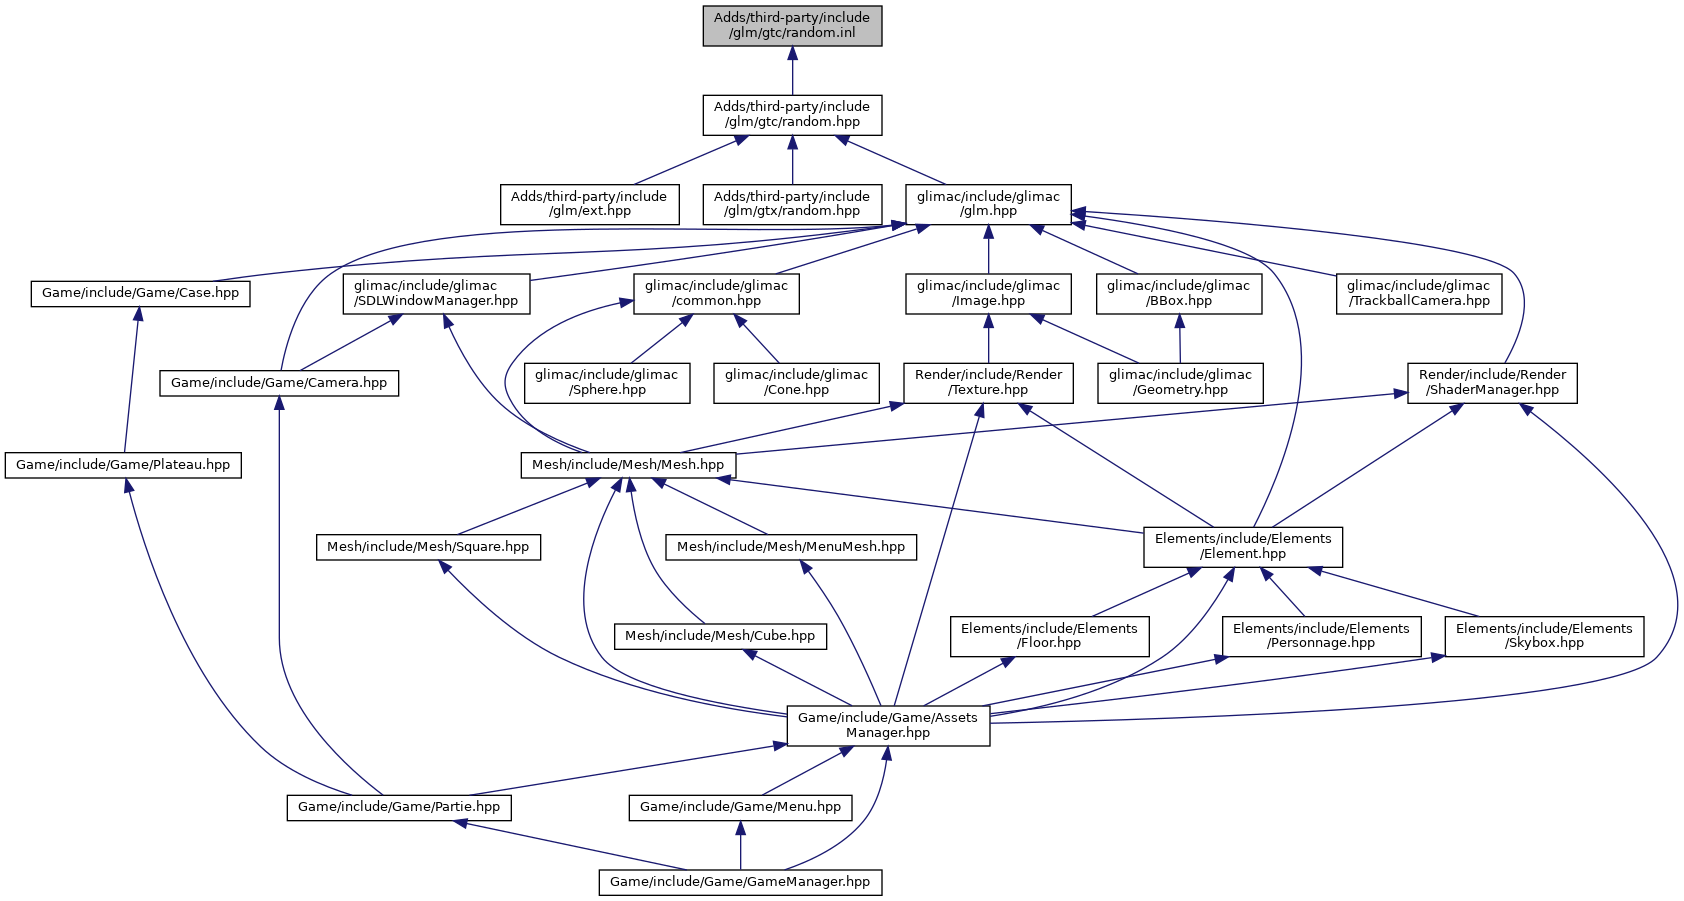 Adds/third-party/include
/glm/gtc/random.inl
Adds/third-party/include
/glm/gtc/random.hpp
Adds/third-party/include
/glm/ext.hpp
Adds/third-party/include
/glm/gtx/random.hpp
glimac/include/glimac
/glm.hpp
Game/include/Game/Case.hpp
glimac/include/glimac
/SDLWindowManager.hpp
glimac/include/glimac
/common.hpp
glimac/include/glimac
/Image.hpp
glimac/include/glimac
/BBox.hpp
glimac/include/glimac
/TrackballCamera.hpp
Game/include/Game/Camera.hpp
glimac/include/glimac
/Sphere.hpp
glimac/include/glimac
/Cone.hpp
Render/include/Render
/Texture.hpp
glimac/include/glimac
/Geometry.hpp
Render/include/Render
/ShaderManager.hpp
Game/include/Game/Plateau.hpp
Mesh/include/Mesh/Mesh.hpp
Mesh/include/Mesh/Square.hpp
Mesh/include/Mesh/MenuMesh.hpp
Elements/include/Elements
/Element.hpp
Mesh/include/Mesh/Cube.hpp
Elements/include/Elements
/Floor.hpp
Elements/include/Elements
/Personnage.hpp
Elements/include/Elements
/Skybox.hpp
Game/include/Game/Assets
Manager.hpp
Game/include/Game/Partie.hpp
Game/include/Game/Menu.hpp
Game/include/Game/GameManager.hpp